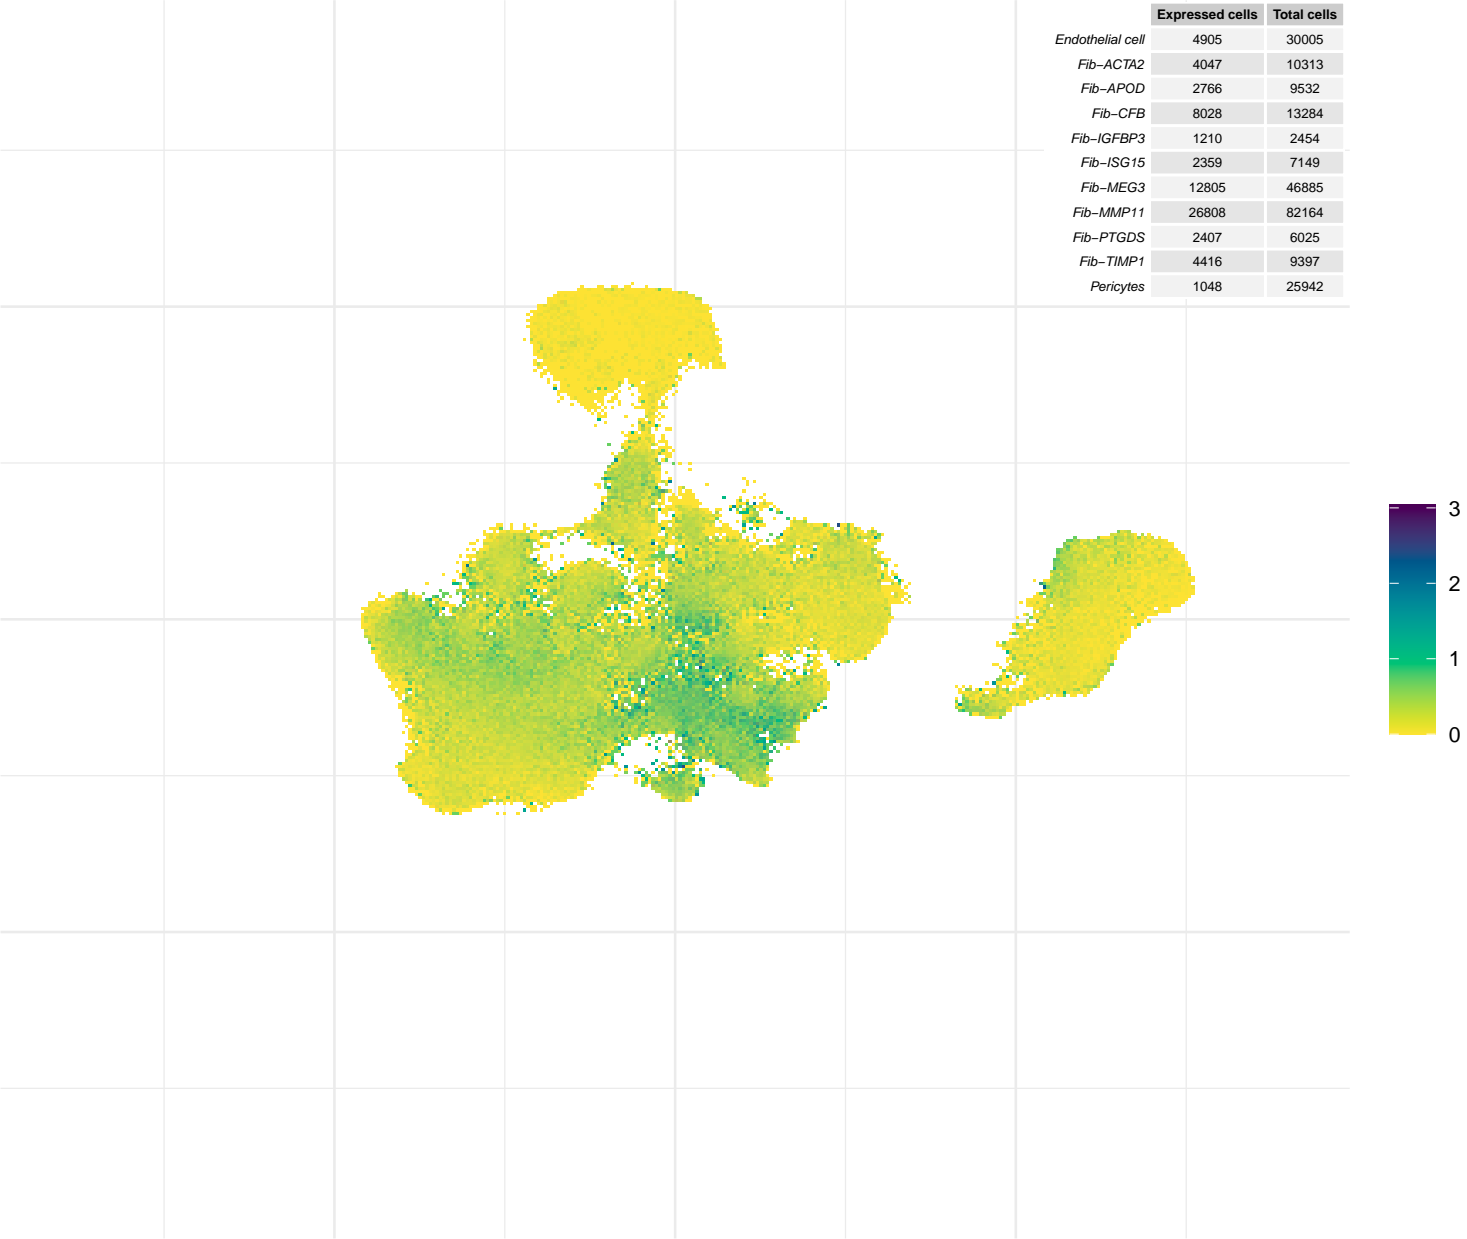 Expressed cells Total cells
Endothelial cell 4905 30005
Fib−ACTA2 4047 10313
Fib−APOD 2766 9532
Fib−CFB 8028 13284
Fib−IGFBP3 1210 2454
Fib−ISG15 2359 7149
Fib−MEG3 12805 46885
Fib−MMP11 26808 82164
Fib−PTGDS 2407 6025
Fib−TIMP1 4416 9397
Pericytes 1048 25942
3
2
1
0